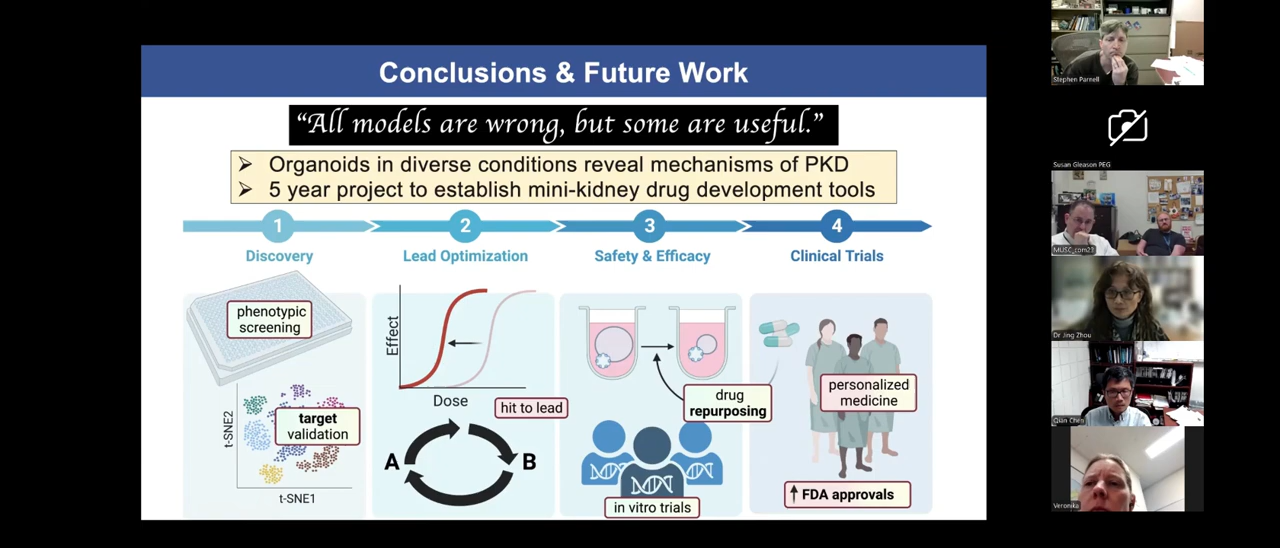 Conclusions & Future Work
“All models are wrong, but some are useful.”
➢ Organoids in diverse conditions reveal mechanisms of PKD
➢ 5 year project to establish mini-kidney drug development tools
1
2
3
4
Discovery
Lead Optimization
Safety & Efficacy
Clinical Trials
phenotypic
screening
t-SNE2
target
validation
t-SNE1
Effect
Dose
hit to lead
A
B
drug
repurposing
in vitro trials
personalized
medicine
↑ FDA approvals
Stephen Parnell
Susan Gleason PEG
MUSC_com21
Dr Jing Zhou
Qian Chen
Veronika